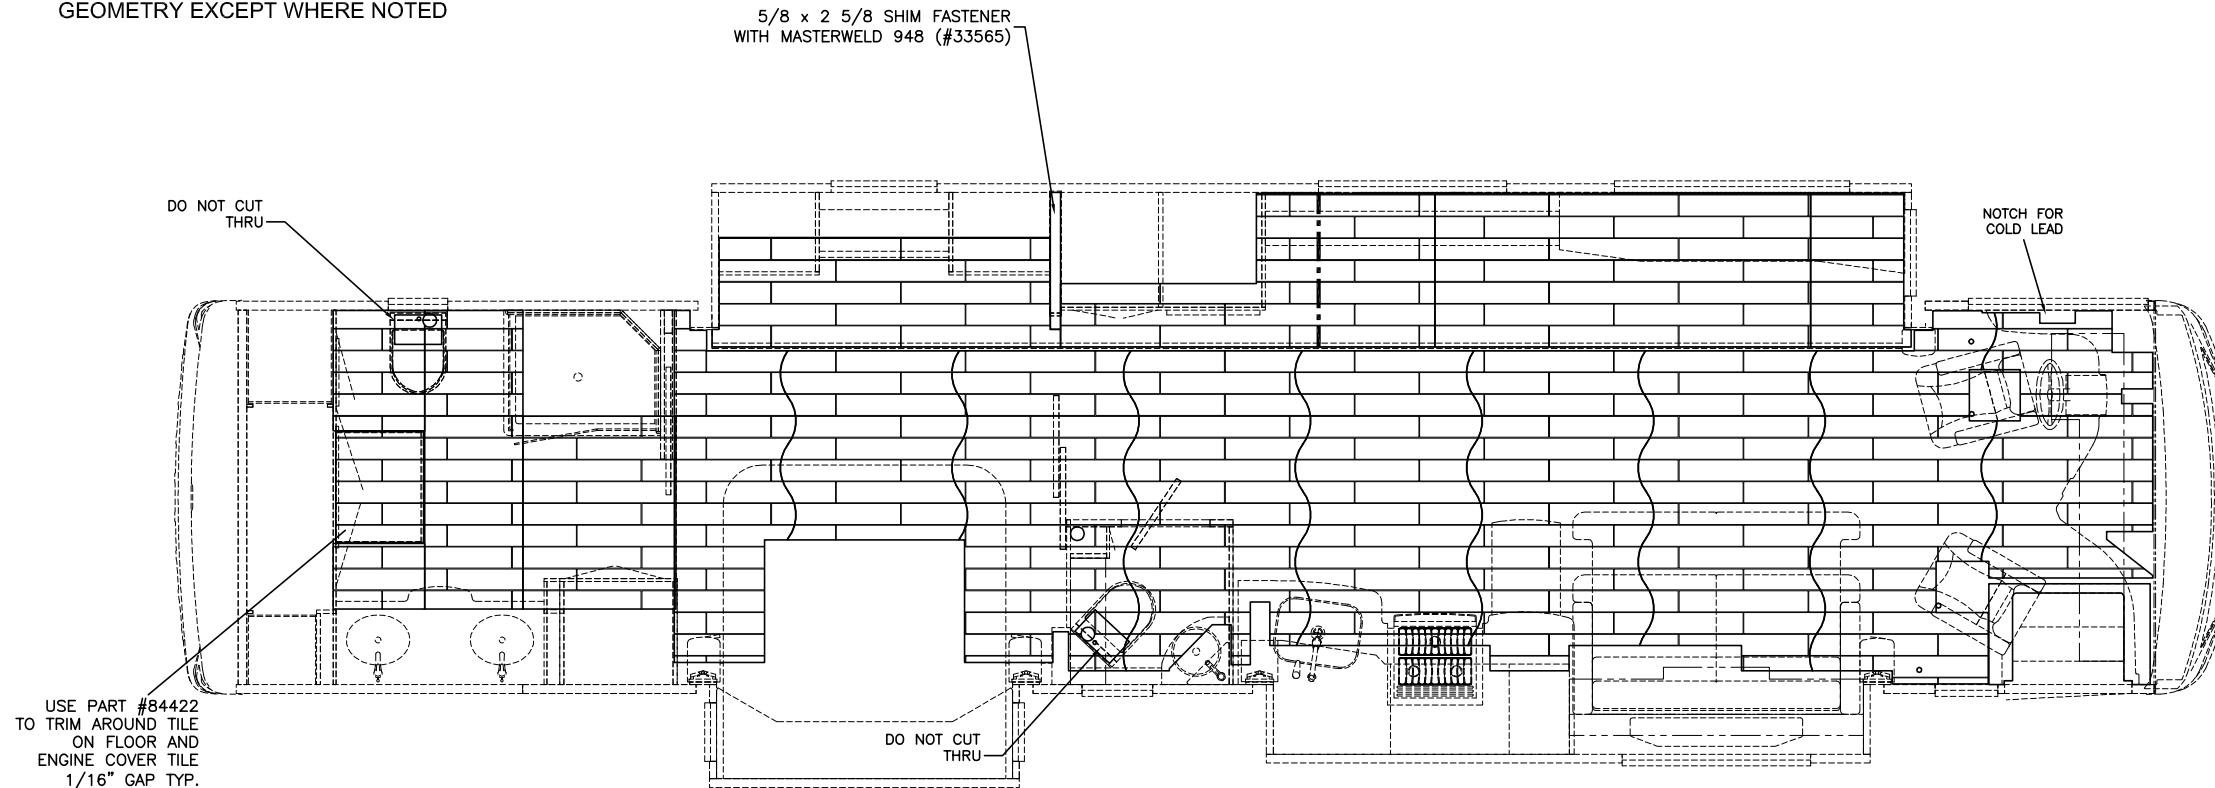 GEOMETRY EXCEPT WHERE NOTED
5/8 x 2 5/8 SHIM FASTENER
WITH MASTERWELD 948 (#33565)
DO NOT CUT
THRU
NOTCH FOR
COLD LEAD
USE PART #84422
TO TRIM AROUND TILE
ON FLOOR AND
ENGINE COVER TILE
1/16" GAP TYP.
DO NOT CUT
THRU